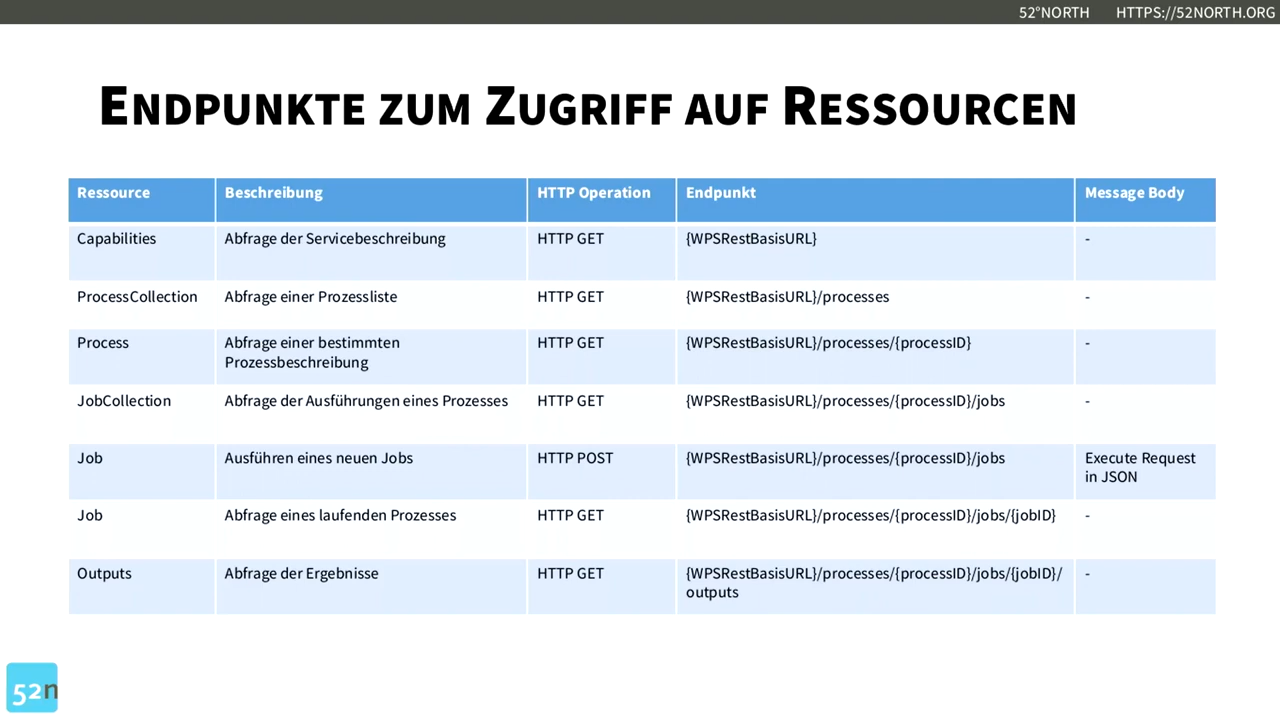 52°NORTH HTTPS://52NORTH.ORG
ENDPUNKTE ZUM ZUGRIFF AUF RESSOURCEN
Ressource Beschreibung HTTP Operation Endpunkt Message Body
Capabilities Abfrage der Servicebeschreibung HTTP GET {WPSRestBasisURL} -
ProcessCollection Abfrage einer Prozessliste HTTP GET {WPSRestBasisURL}/processes -
Process Abfrage einer bestimmten HTTP GET {WPSRestBasisURL}/processes/{processID} -
Prozessbeschreibung
JobCollection Abfrage der Ausführungen eines Prozesses HTTP GET {WPSRestBasisURL}/processes/{processID}/jobs -
Job Ausführen eines neuen Jobs HTTP POST {WPSRestBasisURL}/processes/{processID}/jobs Execute Request
in JSON
Job Abfrage eines laufenden Prozesses HTTP GET {WPSRestBasisURL}/processes/{processID}/jobs/{jobID} -
Outputs Abfrage der Ergebnisse HTTP GET {WPSRestBasisURL}/processes/{processID}/jobs/{jobID}/ -
outputs
52n